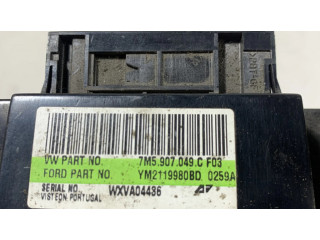 VW PART NO. 7M5.907.049.C F03
FORD PART NO. YM2119980BD 0259A
SERIAL NO. WXVA04436
VISTEON PORTUGAL